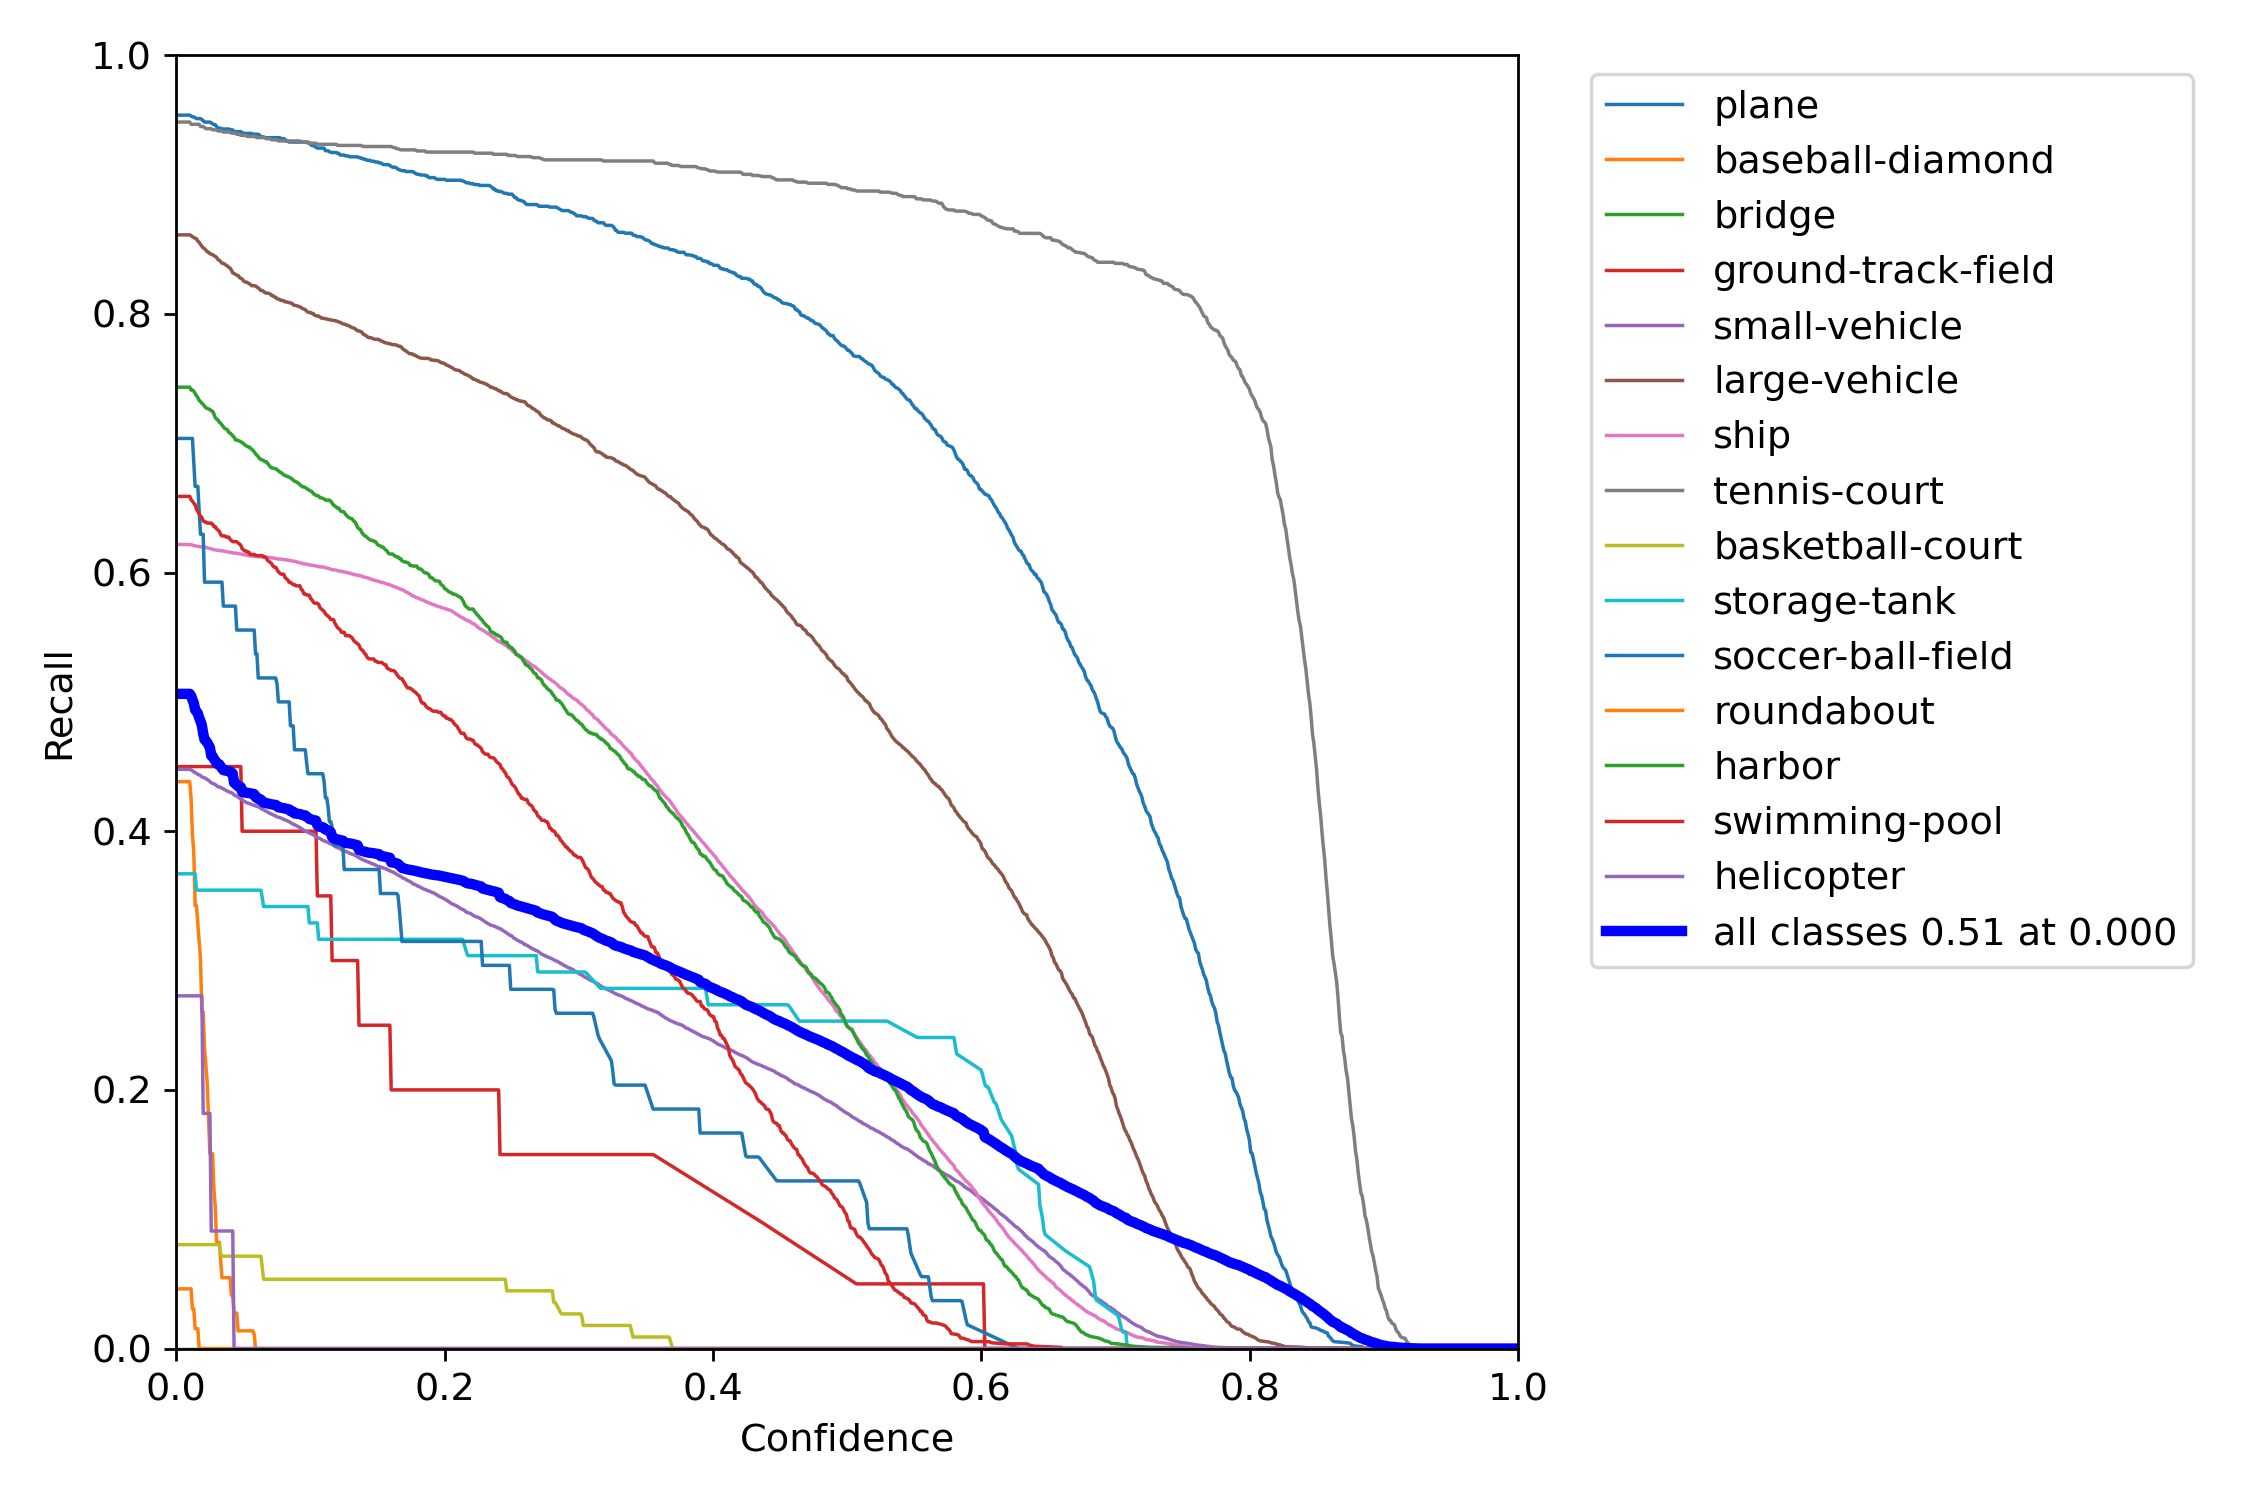 1.0
0.8
0.6
0.4
0.2
0.0
Recall
0.0 0.2 0.4 0.6 0.8 1.0
Confidence
plane
baseball-diamond
bridge
ground-track-field
small-vehicle
large-vehicle
ship
tennis-court
basketball-court
storage-tank
soccer-ball-field
roundabout
harbor
swimming-pool
helicopter
all classes 0.51 at 0.000